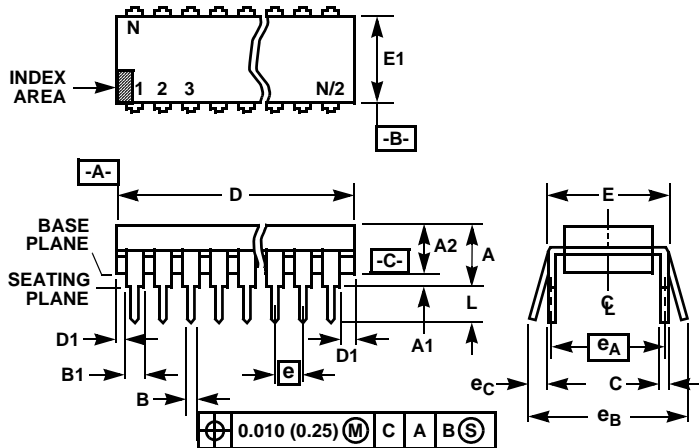 N
E1
INDEX
AREA
1 2 3 N/2
-B-
-A-
D
E
BASE
PLANE
A2
A
-C-
SEATING
PLANE
L
C
L
D1
A1
D1
eA
B1
e
eC
C
B
eB
0.010 (0.25) M C A B S